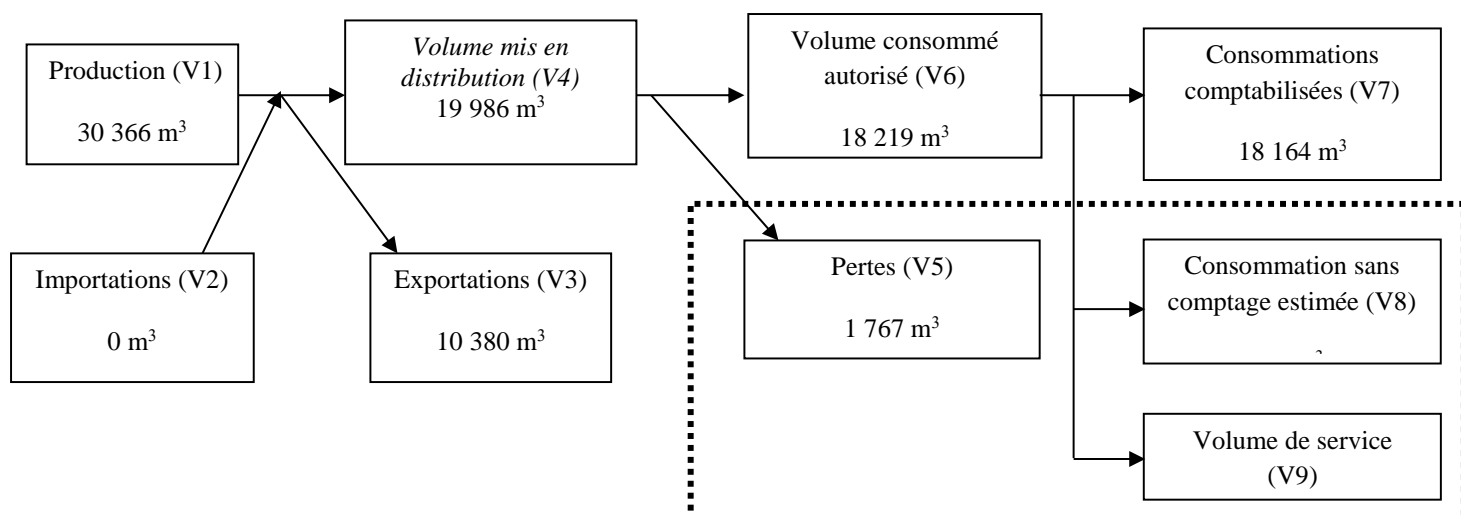 Production (V1)
30 366 m³
Volume mis en
distribution (V4)
19 986 m³
Volume consommé
autorisé (V6)
18 219 m³
Consommations
comptabilisées (V7)
18 164 m³
Importations (V2)
0 m³
Exportations (V3)
10 380 m³
Pertes (V5)
1 767 m³
Consommation sans
comptage estimée (V8)
Volume de service
(V9)